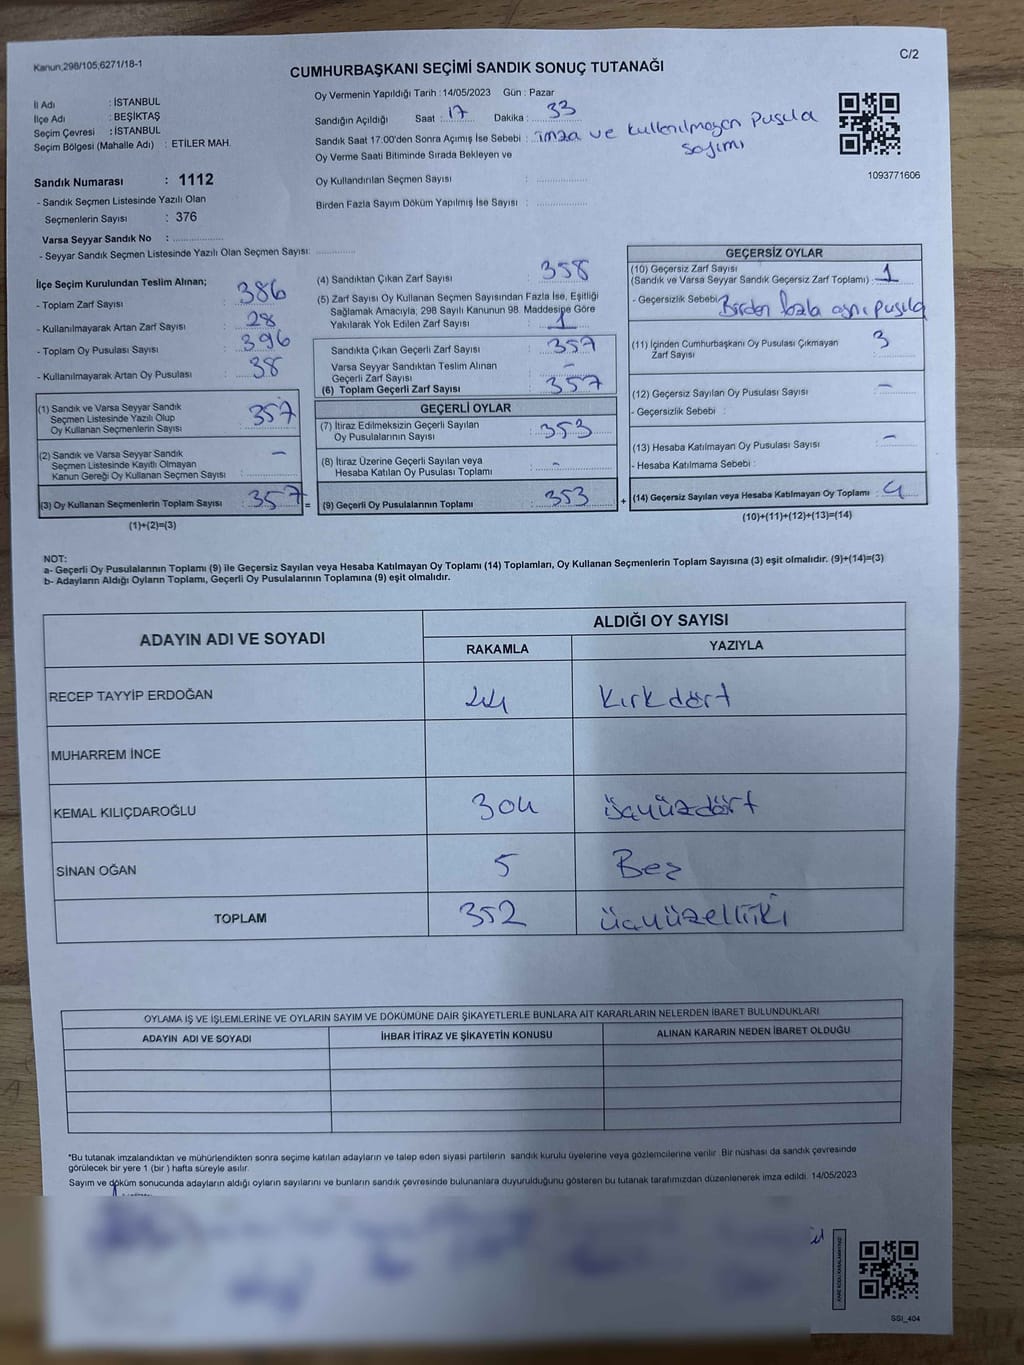 Kanun;298/105;6271/18-1
C/2
CUMHURBAŞKANI SEÇİMİ SANDIK SONUÇ TUTANAĞI
İl Adı : İSTANBUL
İlçe Adı : BEŞİKTAŞ
Seçim Çevresi : İSTANBUL
Seçim Bölgesi (Mahalle Adı) : ETİLER MAH.
Oy Vermenin Yapıldığı Tarih :14/05/2023 Gün : Pazar
Sandığın Açıldığı Saat : 17 Dakika : 33
Sandık Saat 17:00'den Sonra Açımış İse Sebebi : imza ve kullanılmayan pusula
sayımı
Oy Verme Saati Bitiminde Sırada Bekleyen ve
Oy Kullandırılan Seçmen Sayısı :
Birden Fazla Sayım Döküm Yapılmış İse Sayısı :
1093771606
Sandık Numarası : 1112
- Sandık Seçmen Listesinde Yazılı Olan
Seçmenlerin Sayısı : 376
Varsa Seyyar Sandık No :
- Seyyar Sandık Seçmen Listesinde Yazılı Olan Seçmen Sayısı:
İlçe Seçim Kurulundan Teslim Alınan;
- Toplam Zarf Sayısı : 386
- Kullanılmayarak Artan Zarf Sayısı : 28
- Toplam Oy Pusulası Sayısı : 396
- Kullanılmayarak Artan Oy Pusulası : 38
(1) Sandık ve Varsa Seyyar Sandık
Seçmen Listesinde Yazılı Olup
Oy Kullanan Seçmenlerin Sayısı : 357
(2) Sandık ve Varsa Seyyar Sandık
Seçmen Listesinde Kayıtlı Olmayan
Kanun Gereği Oy Kullanan Seçmen Sayısı : -
(3) Oy Kullanan Seçmenlerin Toplam Sayısı : 357 =
(1)+(2)=(3)
(4) Sandıktan Çıkan Zarf Sayısı : 358
(5) Zarf Sayısı Oy Kullanan Seçmen Sayısından Fazla İse, Eşitliği
Sağlamak Amacıyla; 298 Sayılı Kanunun 98. Maddesine Göre
Yakılarak Yok Edilen Zarf Sayısı : 1
Sandıkta Çıkan Geçerli Zarf Sayısı : 357
Varsa Seyyar Sandıktan Teslim Alınan
Geçerli Zarf Sayısı : -
(6) Toplam Geçerli Zarf Sayısı : 357
GEÇERLİ OYLAR
(7) İtiraz Edilmeksizin Geçerli Sayılan
Oy Pusulalarının Sayısı : 353
(8) İtiraz Üzerine Geçerli Sayılan veya
Hesaba Katılan Oy Pusulası Toplamı : -
(9) Geçerli Oy Pusulalarının Toplamı : 353 +
GEÇERSİZ OYLAR
(10) Geçersiz Zarf Sayısı
(Sandık ve Varsa Seyyar Sandık Geçersiz Zarf Toplamı) : 1
- Geçersizlik Sebebi : Birden fazla aynı pusula
(11) İçinden Cumhurbaşkanı Oy Pusulası Çıkmayan
Zarf Sayısı : 3
(12) Geçersiz Sayılan Oy Pusulası Sayısı : -
- Geçersizlik Sebebi :
(13) Hesaba Katılmayan Oy Pusulası Sayısı : -
- Hesaba Katılmama Sebebi :
(14) Geçersiz Sayılan veya Hesaba Katılmayan Oy Toplamı : 4
(10)+(11)+(12)+(13)=(14)
NOT:
a- Geçerli Oy Pusulalarının Toplamı (9) ile Geçersiz Sayılan veya Hesaba Katılmayan Oy Toplamı (14) Toplamları, Oy Kullanan Seçmenlerin Toplam Sayısına (3) eşit olmalıdır. (9)+(14)=(3)
b- Adayların Aldığı Oyların Toplamı, Geçerli Oy Pusulalarının Toplamına (9) eşit olmalıdır.
ADAYIN ADI VE SOYADI
ALDIĞI OY SAYISI
RAKAMLA YAZIYLA
RECEP TAYYİP ERDOĞAN 44 Kırkdört
MUHARREM İNCE
KEMAL KILIÇDAROĞLU 304 üçyüzdört
SİNAN OĞAN 5 Beş
TOPLAM 352 üçyüzelliiki
OYLAMA İŞ VE İŞLEMLERİNE VE OYLARIN SAYIM VE DÖKÜMÜNE DAİR ŞİKAYETLERLE BUNLARA AİT KARARLARIN NELERDEN İBARET BULUNDUKLARI
ADAYIN ADI VE SOYADI İHBAR İTİRAZ VE ŞİKAYETİN KONUSU ALINAN KARARIN NEDEN İBARET OLDUĞU
*Bu tutanak imzalandıktan ve mühürlendikten sonra seçime katılan adayların ve talep eden siyasi partilerin sandık kurulu üyelerine veya gözlemcilerine verilir. Bir nüshası da sandık çevresinde
görülecek bir yere 1 (bir ) hafta süreyle asılır.
Sayım ve döküm sonucunda adayların aldığı oyların sayılarını ve bunların sandık çevresinde bulunanlara duyurulduğunu gösteren bu tutanak tarafımızdan düzenlenerek imza edildi. 14/05/2023
SSI_404